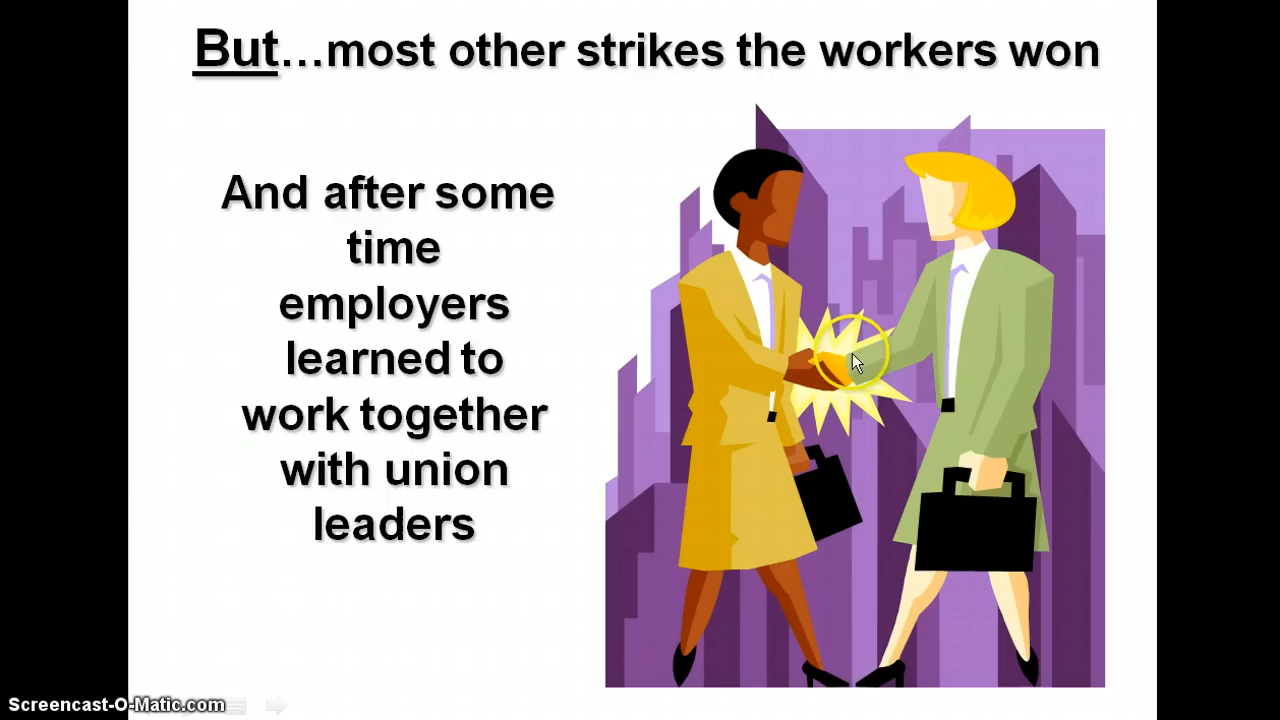 But...most other strikes the workers won
And after some
time
employers
learned to
work together
with union
leaders
Screencast-O-Matic.com